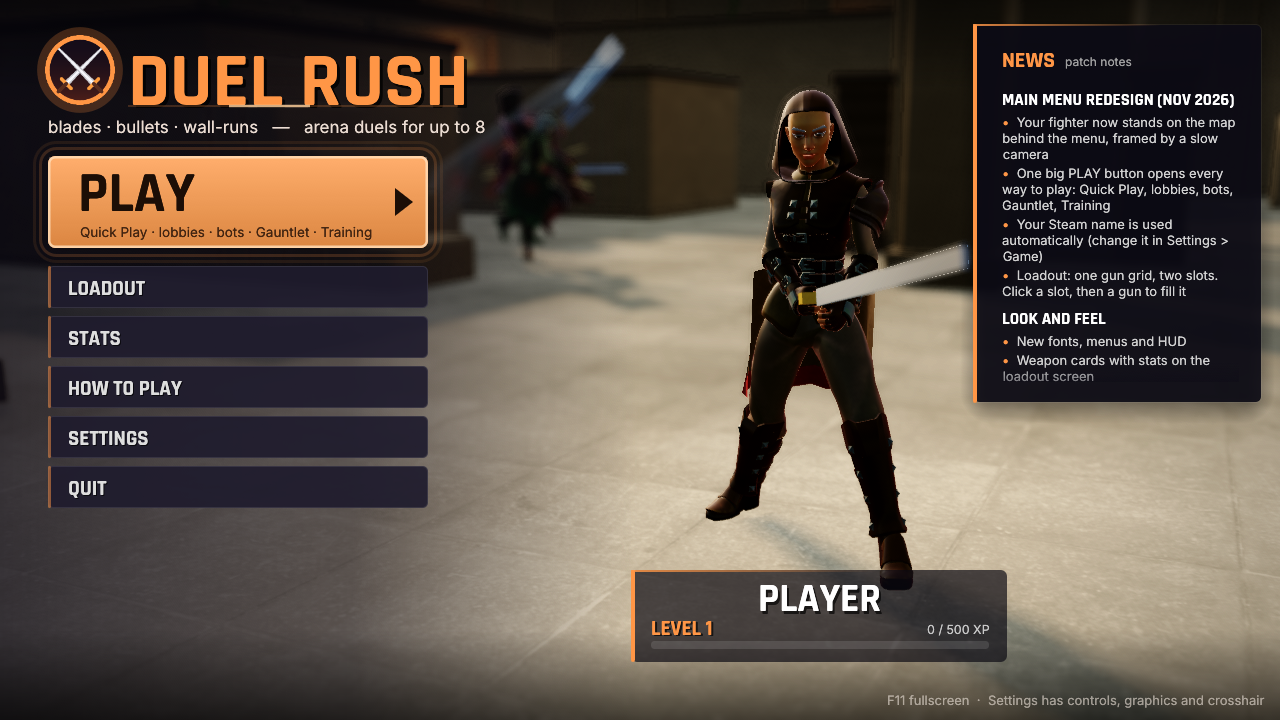 DUEL RUSH
blades · bullets · wall-runs — arena duels for up to 8
PLAY
Quick Play · lobbies · bots · Gauntlet · Training
LOADOUT
STATS
HOW TO PLAY
SETTINGS
QUIT
NEWS patch notes
MAIN MENU REDESIGN (NOV 2026)
• Your fighter now stands on the map
behind the menu, framed by a slow
camera
• One big PLAY button opens every
way to play: Quick Play, lobbies, bots,
Gauntlet, Training
• Your Steam name is used
automatically (change it in Settings >
Game)
• Loadout: one gun grid, two slots.
Click a slot, then a gun to fill it
LOOK AND FEEL
• New fonts, menus and HUD
• Weapon cards with stats on the
loadout screen
PLAYER
LEVEL 1
0 / 500 XP
F11 fullscreen · Settings has controls, graphics and crosshair